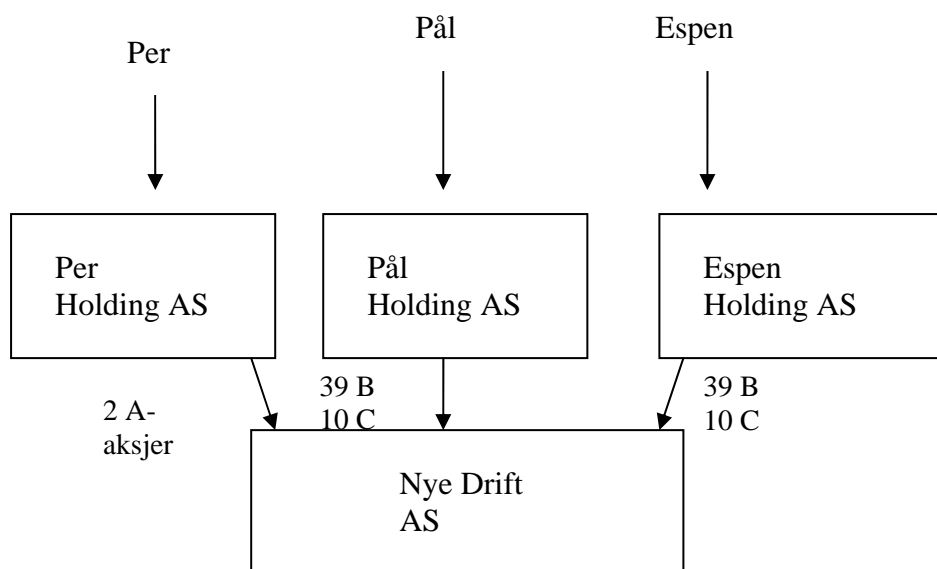 Per
Pål
Espen
Per
Holding AS
Pål
Holding AS
Espen
Holding AS
2 A-
aksjer
39 B
10 C
39 B
10 C
Nye Drift
AS